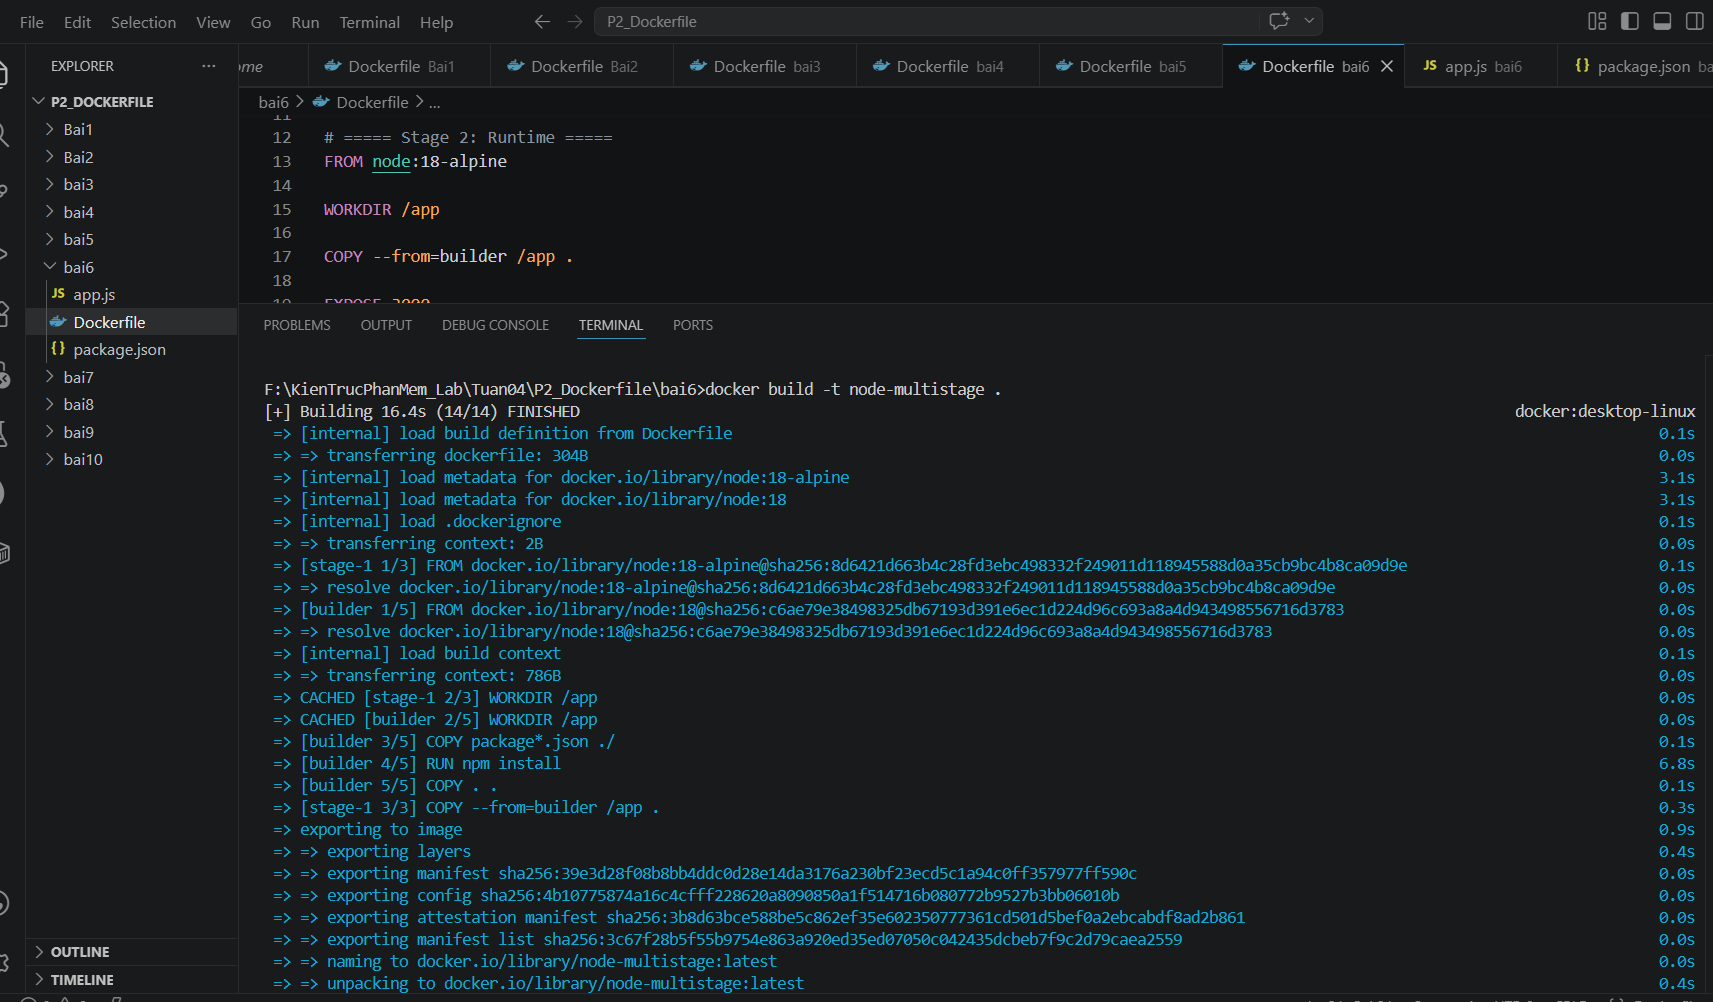 File Edit Selection View Go Run Terminal Help
P2_Dockerfile
EXPLORER
P2_DOCKERFILE
Bai1
Bai2
bai3
bai4
bai5
bai6
JS app.js
Dockerfile
{} package.json
bai7
bai8
bai9
bai10
OUTLINE
TIMELINE
ome Dockerfile Bai1 Dockerfile Bai2 Dockerfile bai3 Dockerfile bai4 Dockerfile bai5 Dockerfile bai6 JS app.js bai6 {} package.json ba
bai6 > Dockerfile > ...
11
12 # ===== Stage 2: Runtime =====
13 FROM node:18-alpine
14
15 WORKDIR /app
16
17 COPY --from=builder /app .
18
19 EXPOSE 3000
PROBLEMS OUTPUT DEBUG CONSOLE TERMINAL PORTS
F:\KienTrucPhanMem_Lab\Tuan04\P2_Dockerfile\bai6>docker build -t node-multistage .
[+] Building 16.4s (14/14) FINISHED docker:desktop-linux
=> [internal] load build definition from Dockerfile 0.1s
=> => transferring dockerfile: 304B 0.0s
=> [internal] load metadata for docker.io/library/node:18-alpine 3.1s
=> [internal] load metadata for docker.io/library/node:18 3.1s
=> [internal] load .dockerignore 0.1s
=> => transferring context: 2B 0.0s
=> [stage-1 1/3] FROM docker.io/library/node:18-alpine@sha256:8d6421d663b4c28fd3ebc498332f249011d118945588d0a35cb9bc4b8ca09d9e 0.1s
=> => resolve docker.io/library/node:18-alpine@sha256:8d6421d663b4c28fd3ebc498332f249011d118945588d0a35cb9bc4b8ca09d9e 0.0s
=> [builder 1/5] FROM docker.io/library/node:18@sha256:c6ae79e38498325db67193d391e6ec1d224d96c693a8a4d943498556716d3783 0.0s
=> => resolve docker.io/library/node:18@sha256:c6ae79e38498325db67193d391e6ec1d224d96c693a8a4d943498556716d3783 0.0s
=> [internal] load build context 0.1s
=> => transferring context: 786B 0.0s
=> CACHED [stage-1 2/3] WORKDIR /app 0.0s
=> CACHED [builder 2/5] WORKDIR /app 0.0s
=> [builder 3/5] COPY package*.json ./ 0.1s
=> [builder 4/5] RUN npm install 6.8s
=> [builder 5/5] COPY . . 0.1s
=> [stage-1 3/3] COPY --from=builder /app . 0.3s
=> exporting to image 0.9s
=> => exporting layers 0.4s
=> => exporting manifest sha256:39e3d28f08b8bb4ddc0d28e14da3176a230bf23ecd5c1a94c0ff357977ff590c 0.0s
=> => exporting config sha256:4b10775874a16c4cfff228620a8090850a1f514716b080772b9527b3bb06010b 0.0s
=> => exporting attestation manifest sha256:3b8d63bce588be5c862ef35e602350777361cd501d5bef0a2ebcabdf8ad2b861 0.0s
=> => exporting manifest list sha256:3c67f28b5f55b9754e863a920ed35ed07050c042435dcbeb7f9c2d79caea2559 0.0s
=> => naming to docker.io/library/node-multistage:latest 0.0s
=> => unpacking to docker.io/library/node-multistage:latest 0.4s